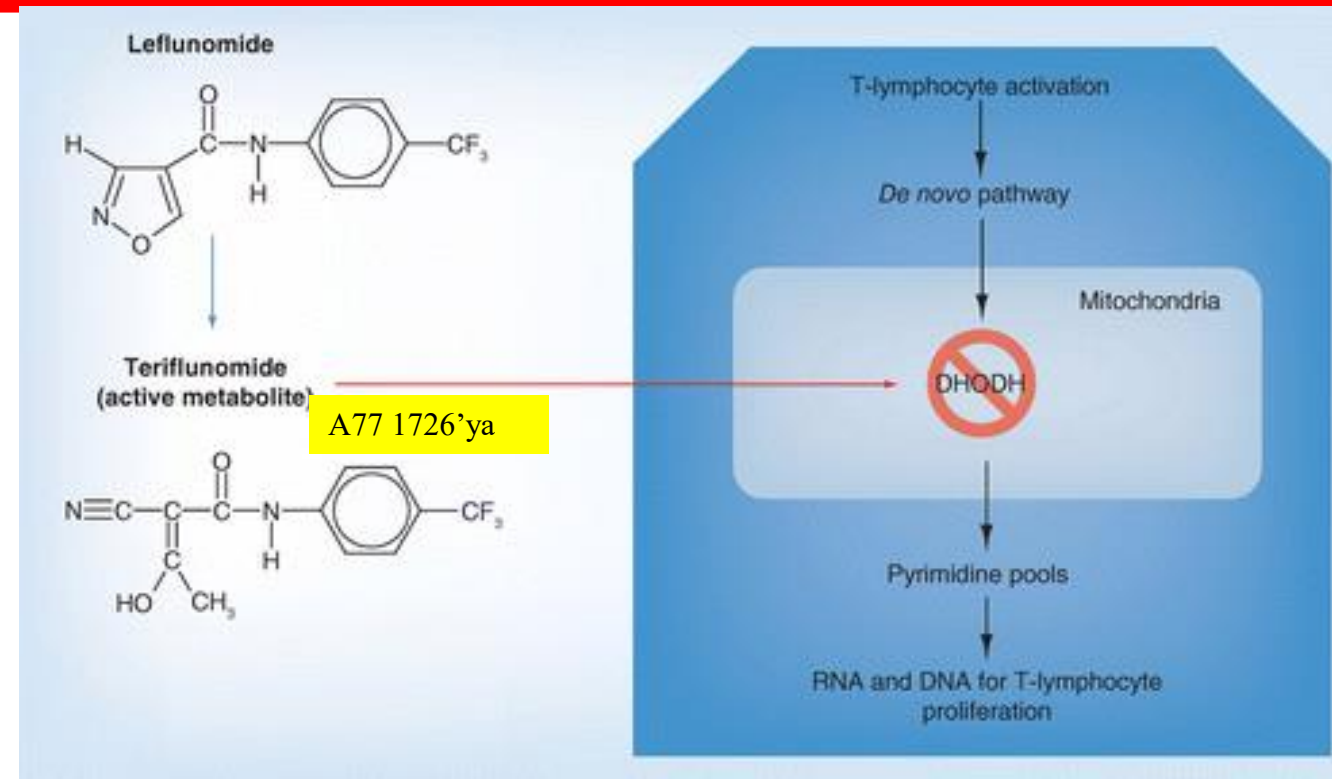 Leflunomide
O
H
C
N
CF₃
H
N
O
Teriflunomide
(active metabolite)
A77 1726’ya
O
N≡C
C
C
N
CF₃
C
H
HO
CH₃
T-lymphocyte activation
De novo pathway
Mitochondria
DHODH
Pyrimidine pools
RNA and DNA for T-lymphocyte
proliferation